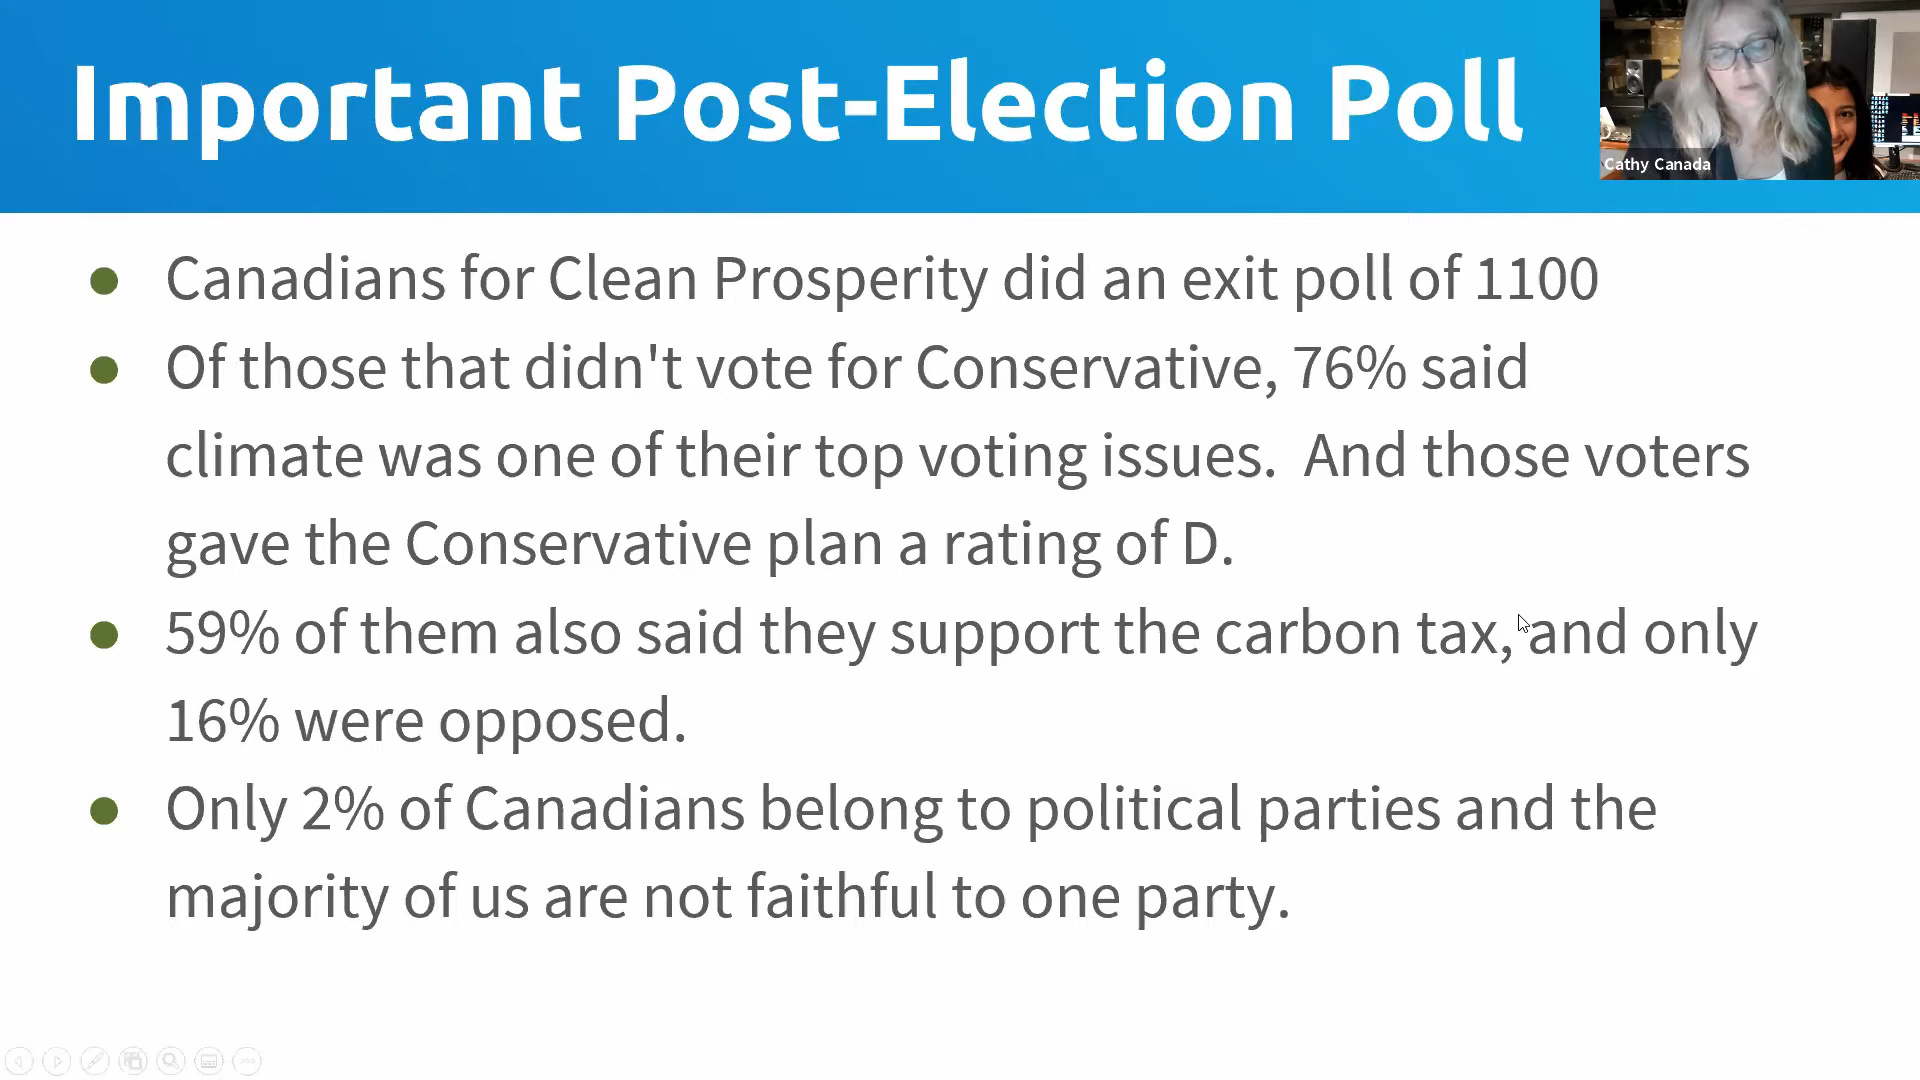 Important Post-Election Poll
Cathy Canada
Canadians for Clean Prosperity did an exit poll of 1100
Of those that didn't vote for Conservative, 76% said
climate was one of their top voting issues.  And those voters
gave the Conservative plan a rating of D.
59% of them also said they support the carbon tax, and only
16% were opposed.
Only 2% of Canadians belong to political parties and the
majority of us are not faithful to one party.